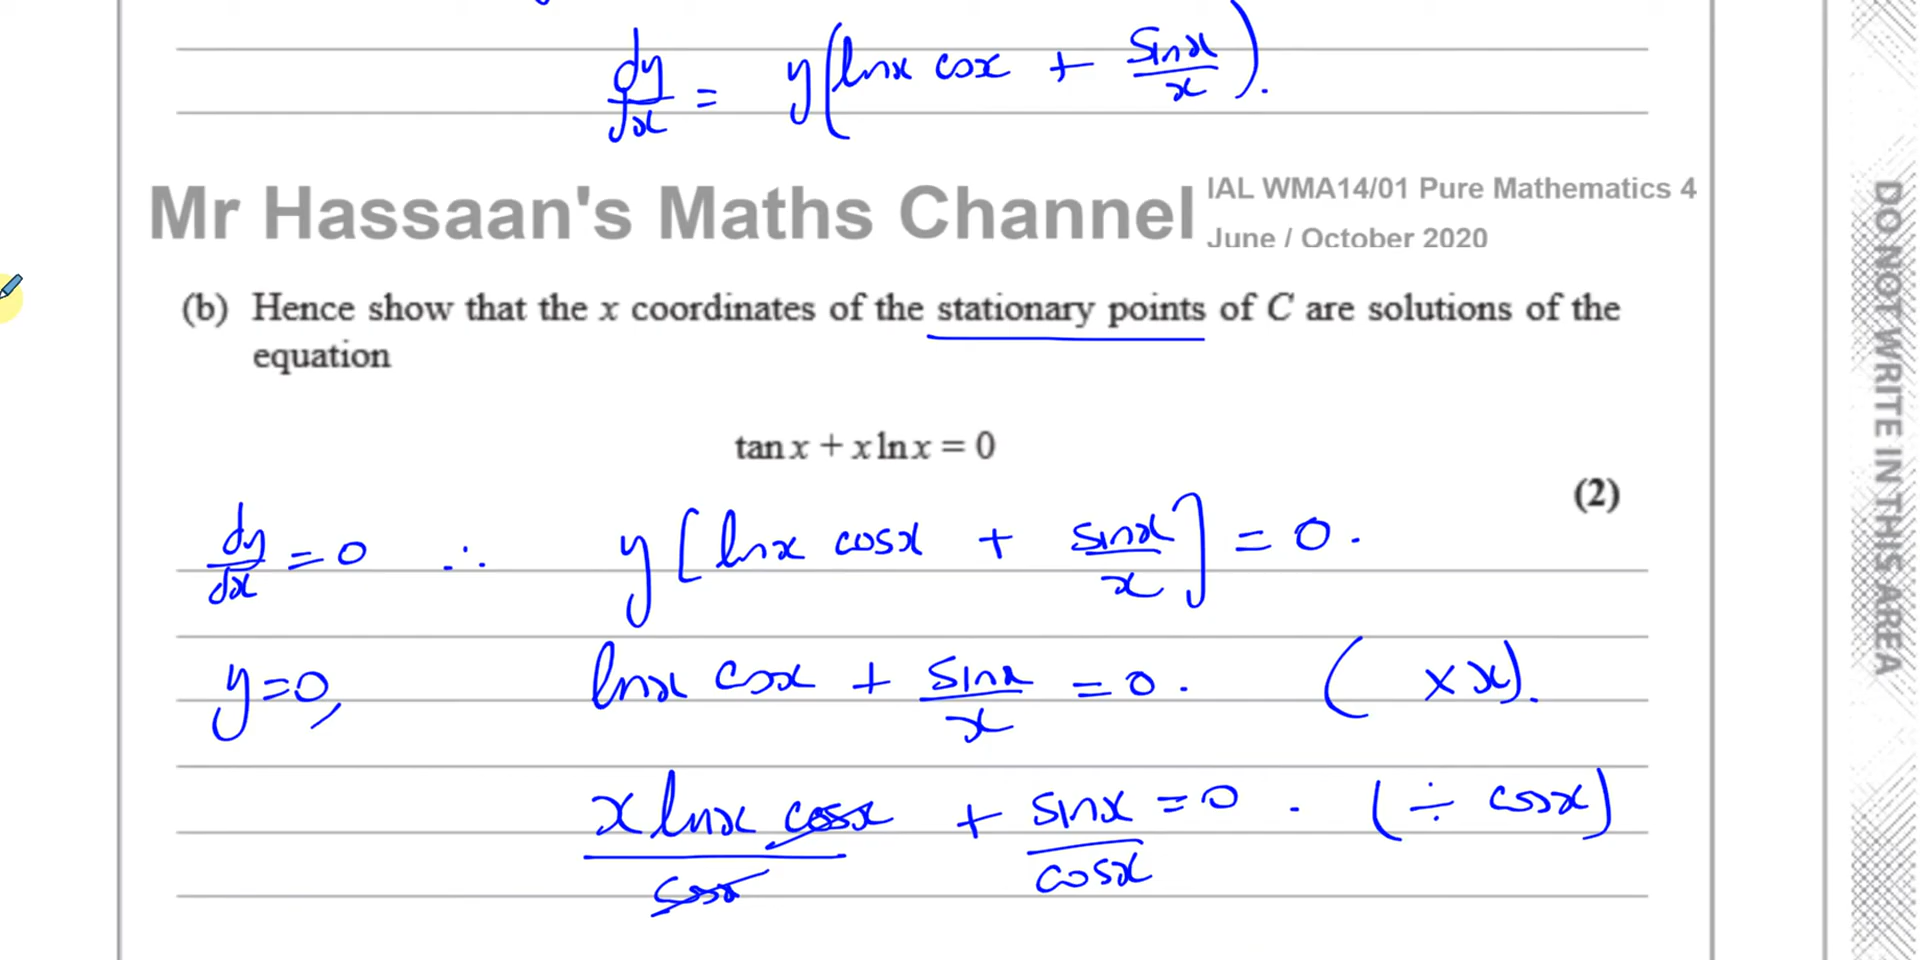 dy/dx = y(lnx cosx + sinx/x).
Mr Hassaan's Maths Channel
IAL WMA14/01 Pure Mathematics 4
June / October 2020
(b) Hence show that the x coordinates of the stationary points of C are solutions of the
equation
tan x + x ln x = 0
(2)
dy/dx = 0 ∴ y[lnx cosx + sinx/x] = 0.
y=0, lnx cosx + sinx/x = 0. ( × x).
x lnx cosx/cosx + sinx/cosx = 0. (÷ cosx)
DO NOT WRITE IN THIS AREA